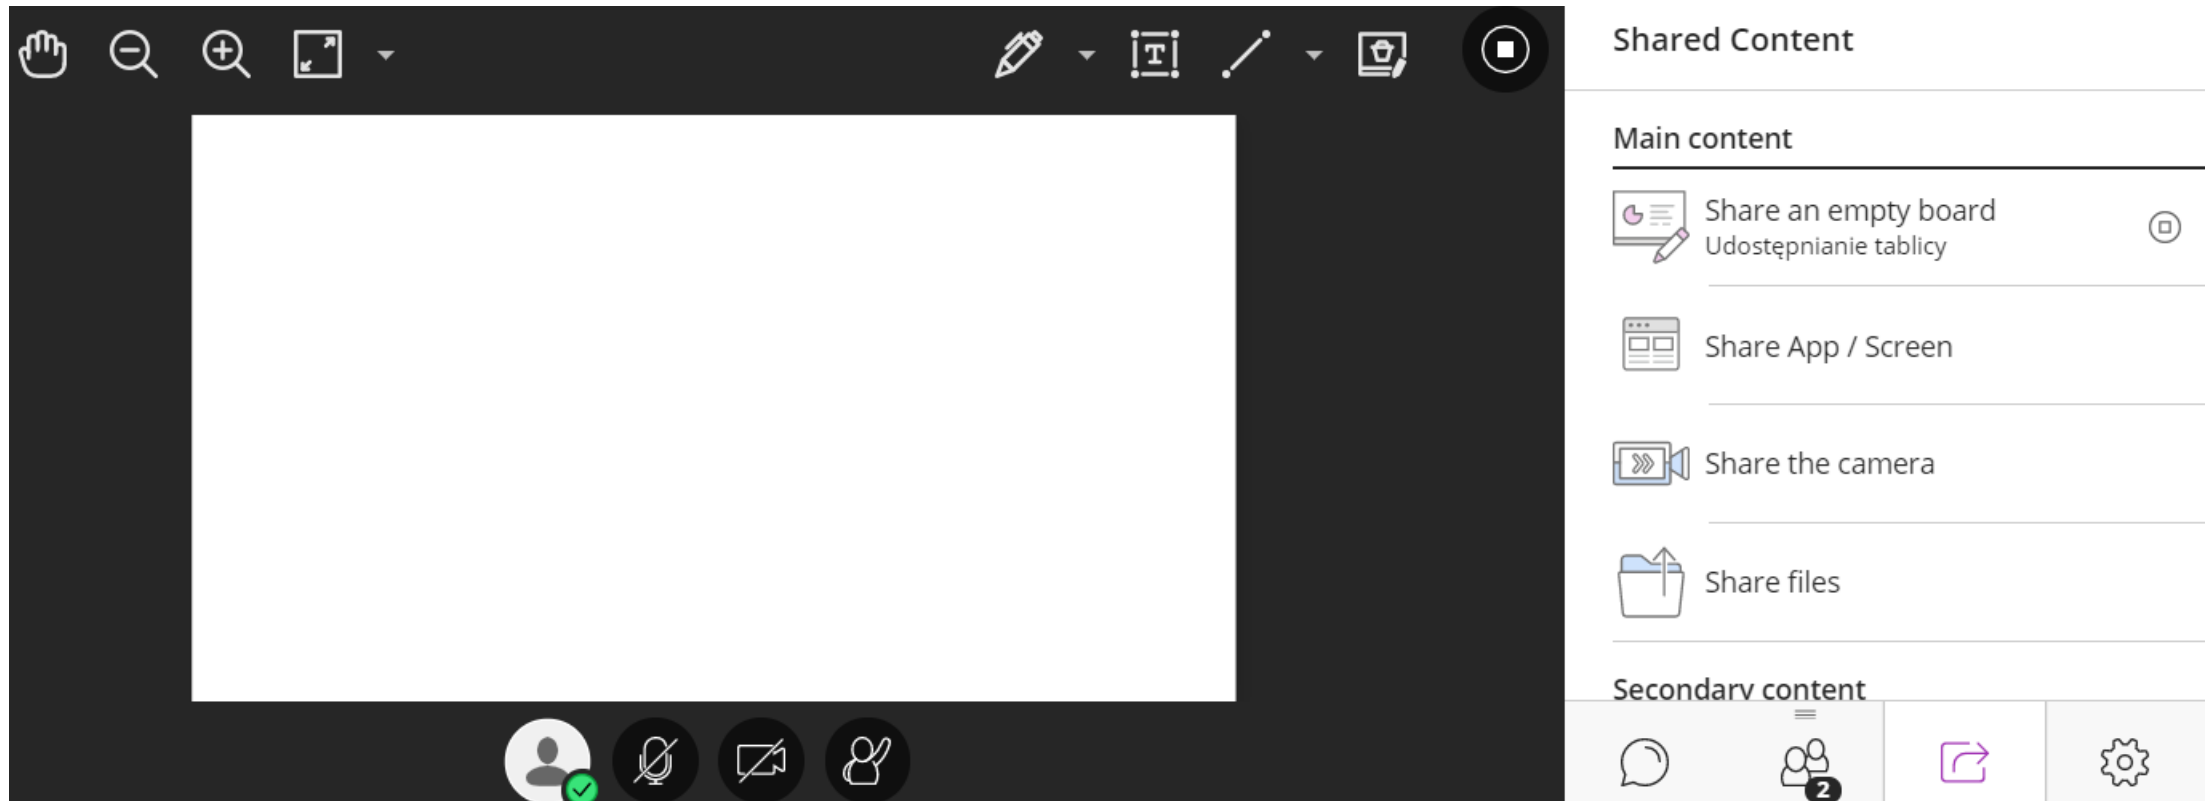 T
Shared Content
Main content
Share an empty board
Udostępnianie tablicy
Share App / Screen
Share the camera
Share files
Secondary content
2